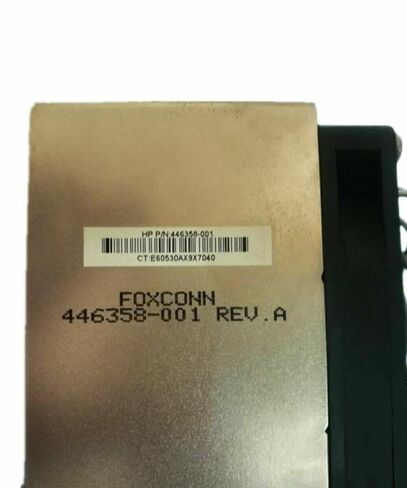 HP P/N:446358-001
CT:E60530AX9X7040
FOXCONN
446358-001 REV.A